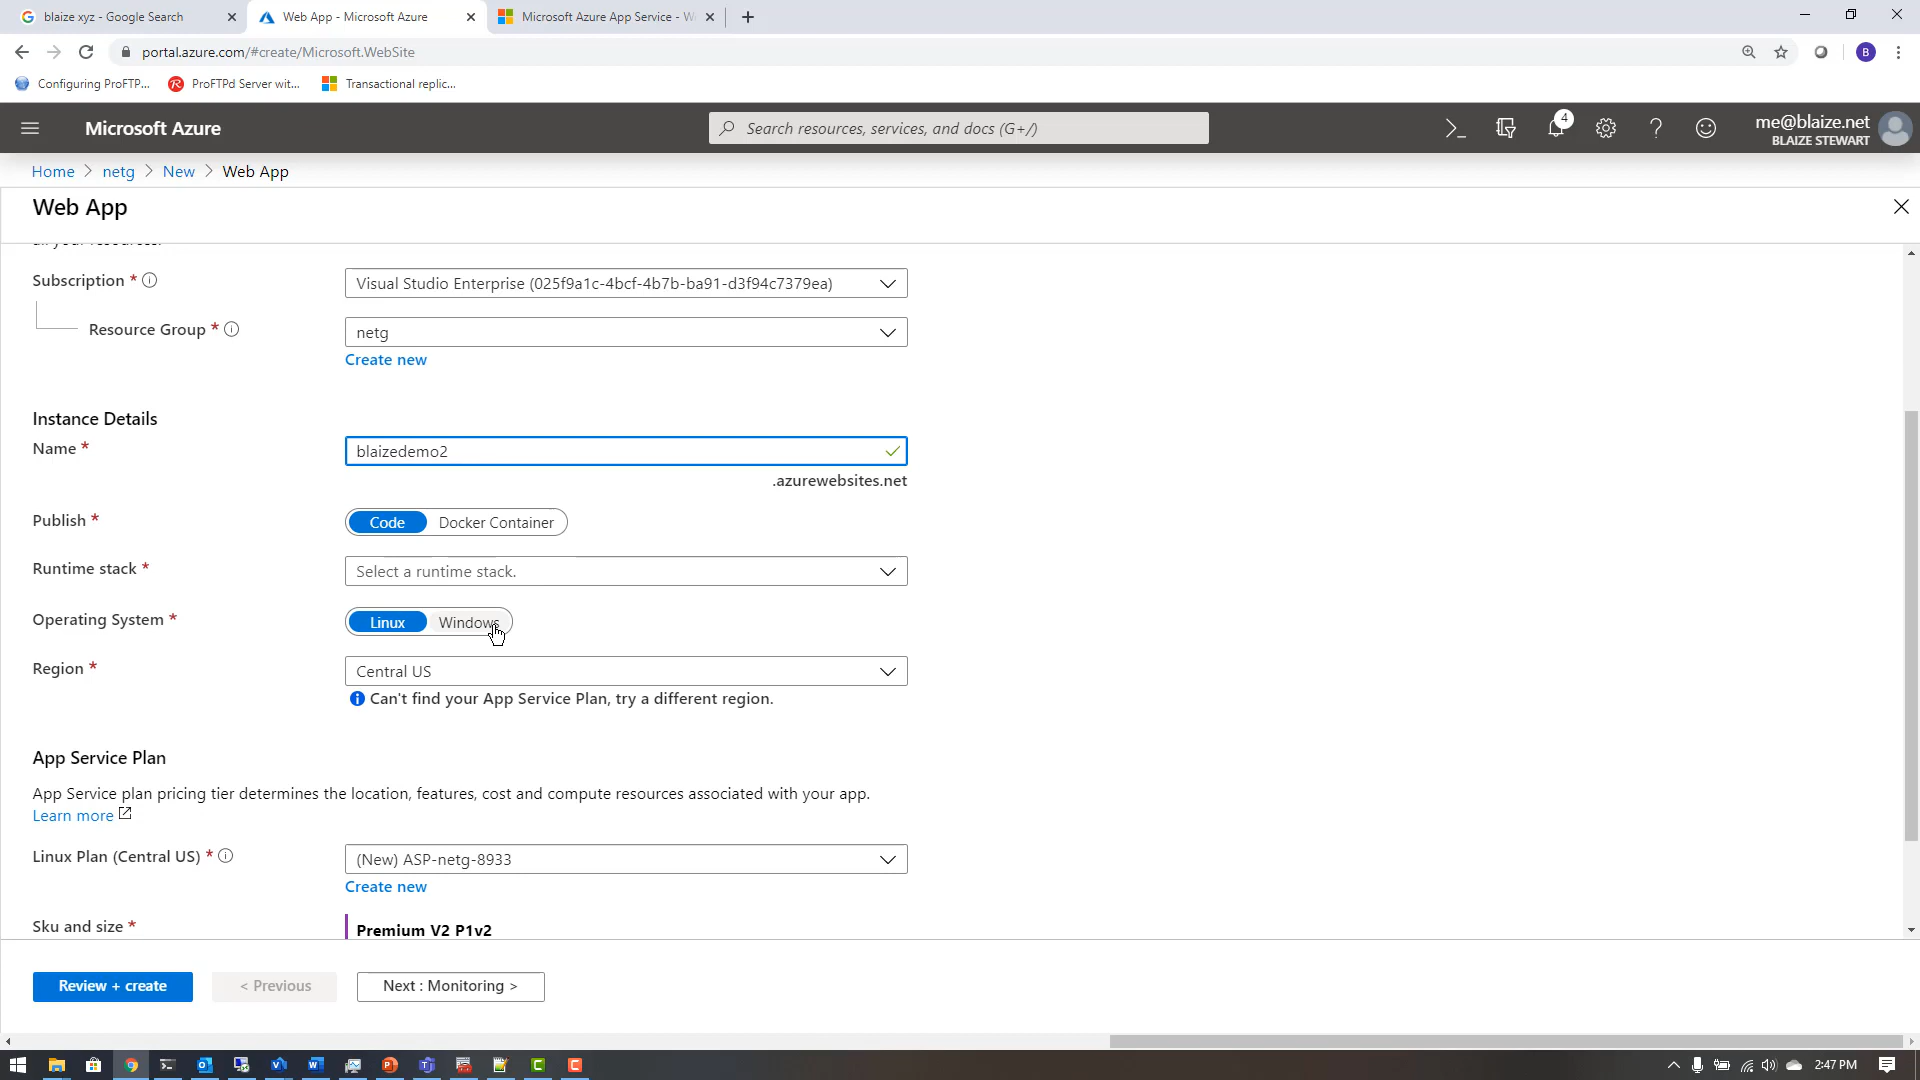 blaize xyz - Google Search
Web App - Microsoft Azure
Microsoft Azure App Service - W
portal.azure.com/#create/Microsoft.WebSite
B
Configuring ProFTP...
ProFTPd Server wit...
Transactional replic...
Microsoft Azure
Search resources, services, and docs (G+/)
4
me@blaize.net
BLAIZE STEWART
Home > netg > New > Web App
Web App
all your resources.
Subscription *
Visual Studio Enterprise (025f9a1c-4bcf-4b7b-ba91-d3f94c7379ea)
Resource Group *
netg
Create new
Instance Details
Name *
blaizedemo2
.azurewebsites.net
Publish *
Code
Docker Container
Runtime stack *
Select a runtime stack.
Operating System *
Linux
Windows
Region *
Central US
Can't find your App Service Plan, try a different region.
App Service Plan
App Service plan pricing tier determines the location, features, cost and compute resources associated with your app.
Learn more
Linux Plan (Central US) *
(New) ASP-netg-8933
Create new
Sku and size *
Premium V2 P1v2
Review + create
< Previous
Next : Monitoring >
2:47 PM